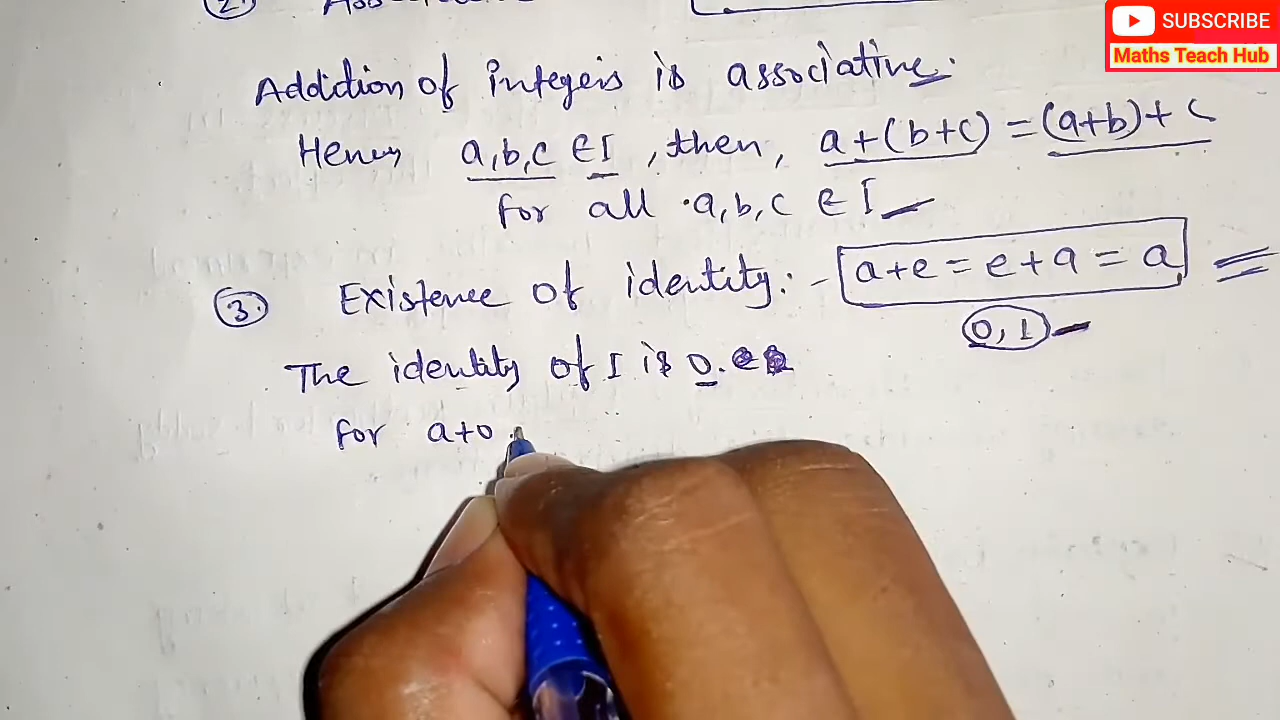 2.
SUBSCRIBE
Maths Teach Hub
Addition of integers is associative.
Hence, a,b,c ∈ I, then, a+(b+c) = (a+b)+c
for all a,b,c ∈ I
3. Existence of identity:- a+e = e+a = a
0, 1
The identity of I is 0.
for a+0